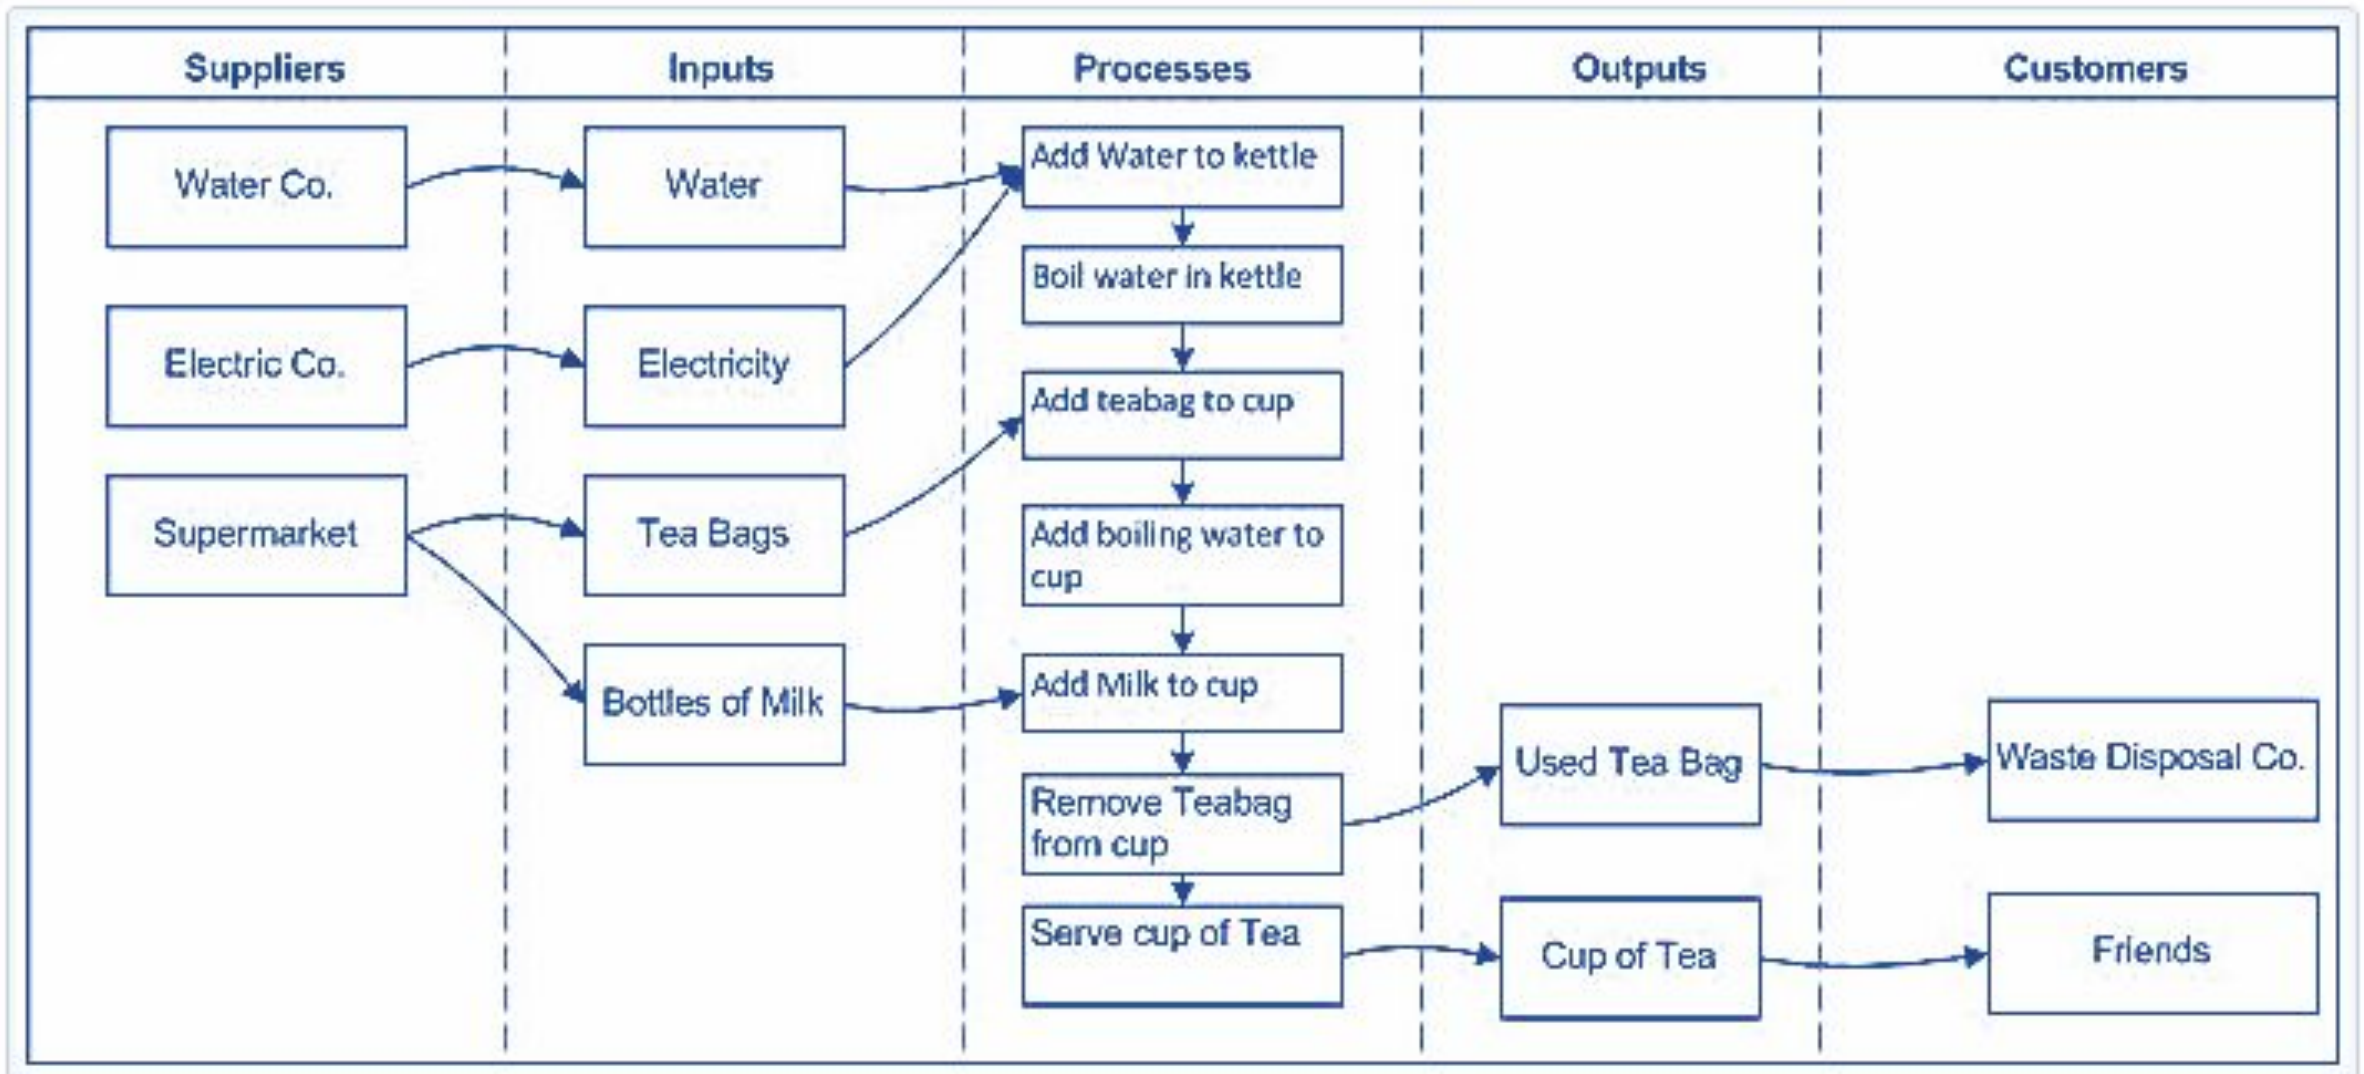 Suppliers
Inputs
Processes
Outputs
Customers
Water Co.
Electric Co.
Supermarket
Water
Electricity
Tea Bags
Bottles of Milk
Add Water to kettle
Boil water in kettle
Add teabag to cup
Add boiling water to
cup
Add Milk to cup
Remove Teabag
from cup
Serve cup of Tea
Used Tea Bag
Cup of Tea
Waste Disposal Co.
Friends